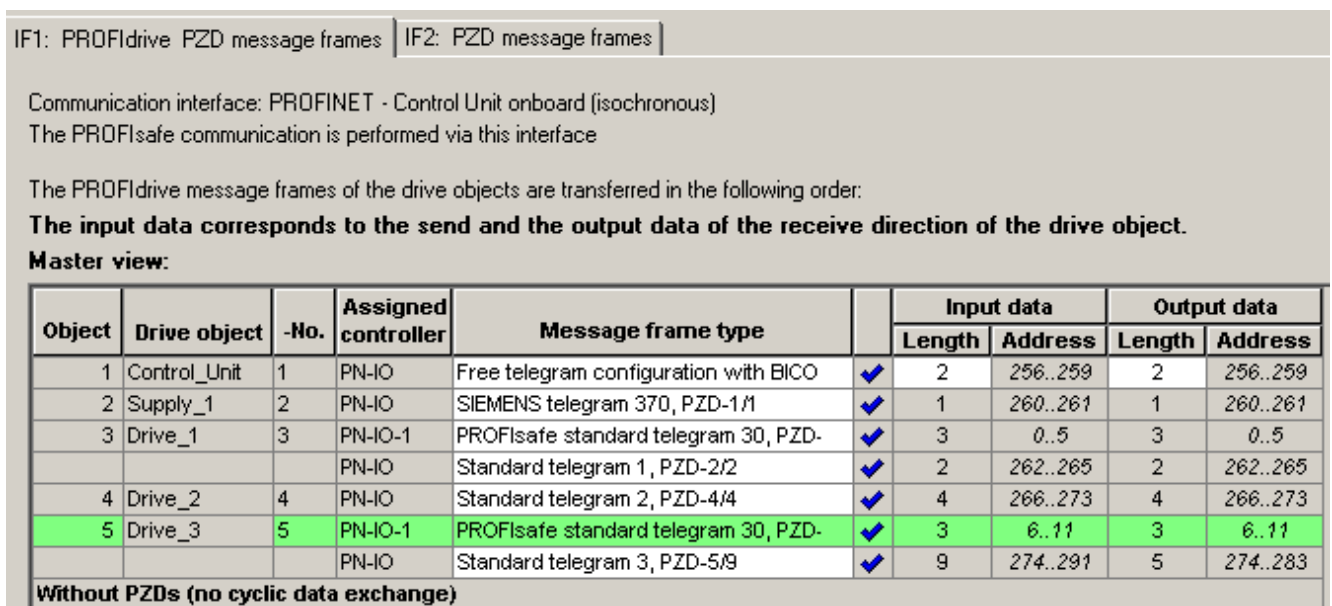 IF1: PROFIdrive PZD message frames IF2: PZD message frames
Communication interface: PROFINET - Control Unit onboard (isochronous)
The PROFIsafe communication is performed via this interface
The PROFIdrive message frames of the drive objects are transferred in the following order:
The input data corresponds to the send and the output data of the receive direction of the drive object.
Master view:
Object Drive object -No. Assigned controller Message frame type Input data Output data
Length Address Length Address
1 Control_Unit 1 PN-IO Free telegram configuration with BICO 2 256..259 2 256..259
2 Supply_1 2 PN-IO SIEMENS telegram 370, PZD-1/1 1 260..261 1 260..261
3 Drive_1 3 PN-IO-1 PROFIsafe standard telegram 30, PZD- 3 0..5 3 0..5
PN-IO Standard telegram 1, PZD-2/2 2 262..265 2 262..265
4 Drive_2 4 PN-IO Standard telegram 2, PZD-4/4 4 266..273 4 266..273
5 Drive_3 5 PN-IO-1 PROFIsafe standard telegram 30, PZD- 3 6..11 3 6..11
PN-IO Standard telegram 3, PZD-5/9 9 274..291 5 274..283
Without PZDs (no cyclic data exchange)